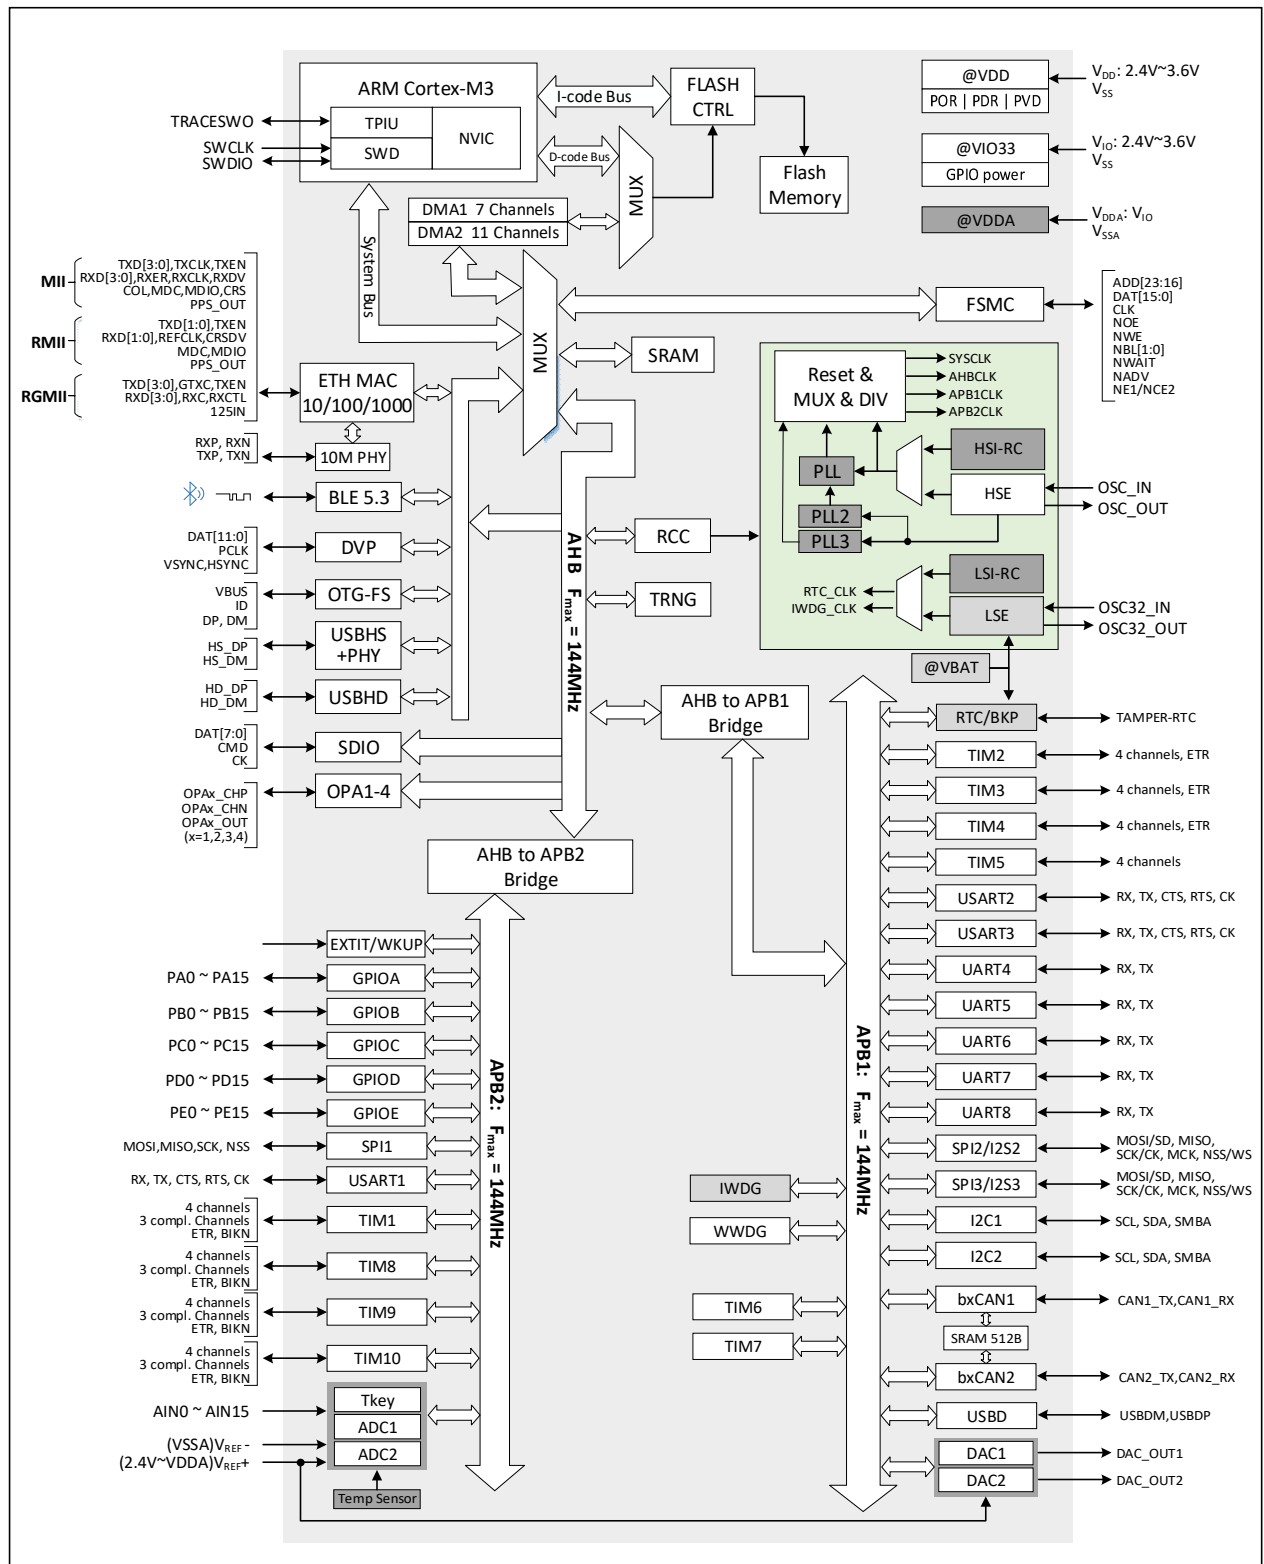 ARM Cortex-M3
TPIU
SWD
NVIC
TRACESWO
SWCLK
SWDIO
I-code Bus
D-code Bus
FLASH
CTRL
MUX
Flash
Memory
DMA1 7 Channels
DMA2 11 Channels
System Bus
@VDD
POR | PDR | PVD
VDD: 2.4V~3.6V
VSS
@VIO33
GPIO power
VIO: 2.4V~3.6V
VSS
@VDDA
VDDA: VIO
VSSA
MII
TXD[3:0],TXCLK,TXEN
RXD[3:0],RXER,RXCLK,RXDV
COL,MDC,MDIO,CRS
PPS_OUT
RMII
TXD[1:0],TXEN
RXD[1:0],REFCLK,CRSDV
MDC,MDIO
PPS_OUT
RGMII
TXD[3:0],GTXC,TXEN
RXD[3:0],RXC,RXCTL
125IN
ETH MAC
10/100/1000
RXP, RXN
TXP, TXN
10M PHY
BLE 5.3
DAT[11:0]
PCLK
VSYNC,HSYNC
DVP
VBUS
ID
DP, DM
OTG-FS
HS_DP
HS_DM
USBHS
+PHY
HD_DP
HD_DM
USBHD
DAT[7:0]
CMD
CK
SDIO
OPAx_CHP
OPAx_CHN
OPAx_OUT
(x=1,2,3,4)
OPA1-4
MUX
SRAM
FSMC
ADD[23:16]
DAT[15:0]
CLK
NOE
NWE
NBL[1:0]
NWAIT
NADV
NE1/NCE2
Reset &
MUX & DIV
SYSCLK
AHBCLK
APB1CLK
APB2CLK
PLL
PLL2
PLL3
HSI-RC
HSE
OSC_IN
OSC_OUT
RTC_CLK
IWDG_CLK
LSI-RC
LSE
OSC32_IN
OSC32_OUT
@VBAT
RCC
TRNG
AHB Fmax = 144MHz
AHB to APB1
Bridge
AHB to APB2
Bridge
EXTIT/WKUP
PA0 ~ PA15
GPIOA
PB0 ~ PB15
GPIOB
PC0 ~ PC15
GPIOC
PD0 ~ PD15
GPIOD
PE0 ~ PE15
GPIOE
MOSI,MISO,SCK, NSS
SPI1
RX, TX, CTS, RTS, CK
USART1
4 channels
3 compl. Channels
ETR, BIKN
TIM1
4 channels
3 compl. Channels
ETR, BIKN
TIM8
4 channels
3 compl. Channels
ETR, BIKN
TIM9
4 channels
3 compl. Channels
ETR, BIKN
TIM10
AIN0 ~ AIN15
(VSSA)VREF -
(2.4V~VDDA)VREF+
Tkey
ADC1
ADC2
Temp Sensor
APB2: Fmax = 144MHz
IWDG
WWDG
TIM6
TIM7
APB1: Fmax = 144MHz
RTC/BKP
TAMPER-RTC
TIM2
4 channels, ETR
TIM3
4 channels, ETR
TIM4
4 channels, ETR
TIM5
4 channels
USART2
RX, TX, CTS, RTS, CK
USART3
RX, TX, CTS, RTS, CK
UART4
RX, TX
UART5
RX, TX
UART6
RX, TX
UART7
RX, TX
UART8
RX, TX
SPI2/I2S2
MOSI/SD, MISO,
SCK/CK, MCK, NSS/WS
SPI3/I2S3
MOSI/SD, MISO,
SCK/CK, MCK, NSS/WS
I2C1
SCL, SDA, SMBA
I2C2
SCL, SDA, SMBA
bxCAN1
CAN1_TX,CAN1_RX
SRAM 512B
bxCAN2
CAN2_TX,CAN2_RX
USBD
USBDM,USBDP
DAC1
DAC_OUT1
DAC2
DAC_OUT2